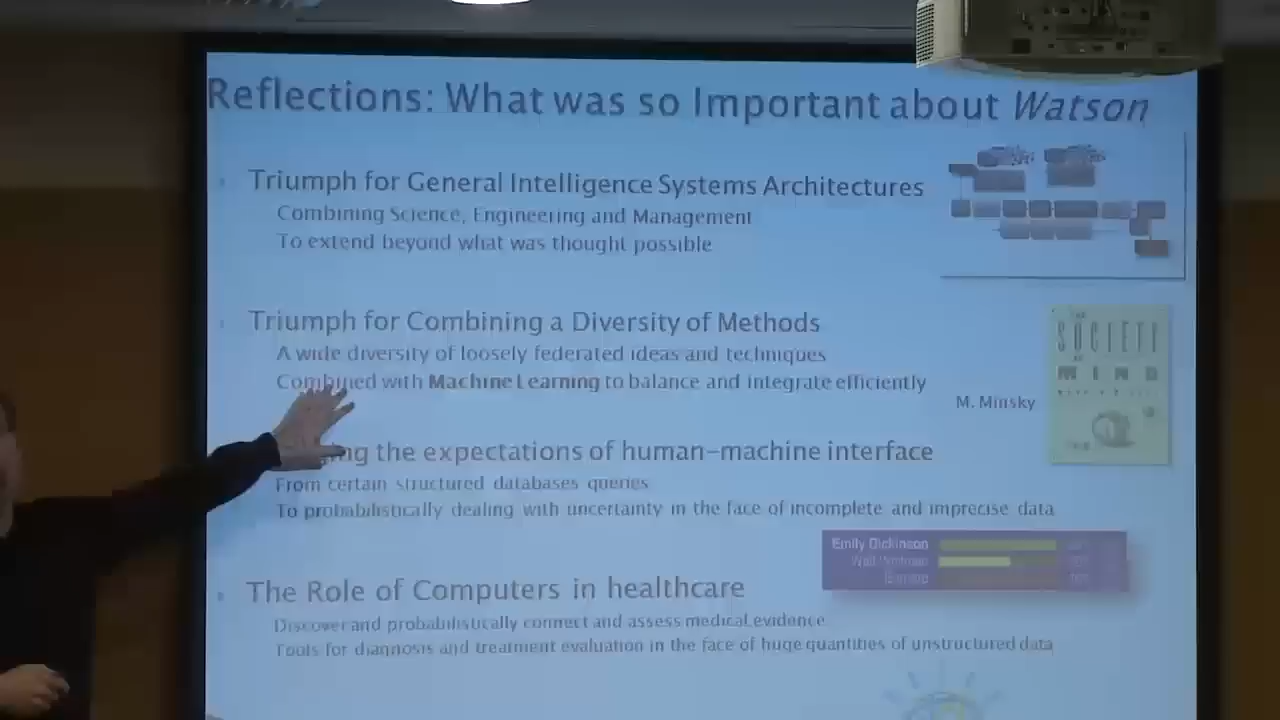 Reflections: What was so Important about Watson
Triumph for General Intelligence Systems Architectures
Combining Science, Engineering and Management
To extend beyond what was thought possible
Triumph for Combining a Diversity of Methods
A wide diversity of loosely federated ideas and techniques
Combined with Machine Learning to balance and integrate efficiently
M. Minsky
SOCIETY
MIND
the expectations of human-machine interface
From certain structured databases queries
To probabilistically dealing with uncertainty in the face of incomplete and imprecise data
Emily Dickinson
The Role of Computers in healthcare
Discover and probabilistically connect and assess medical evidence
Tools for diagnosis and treatment evaluation in the face of huge quantities of unstructured data